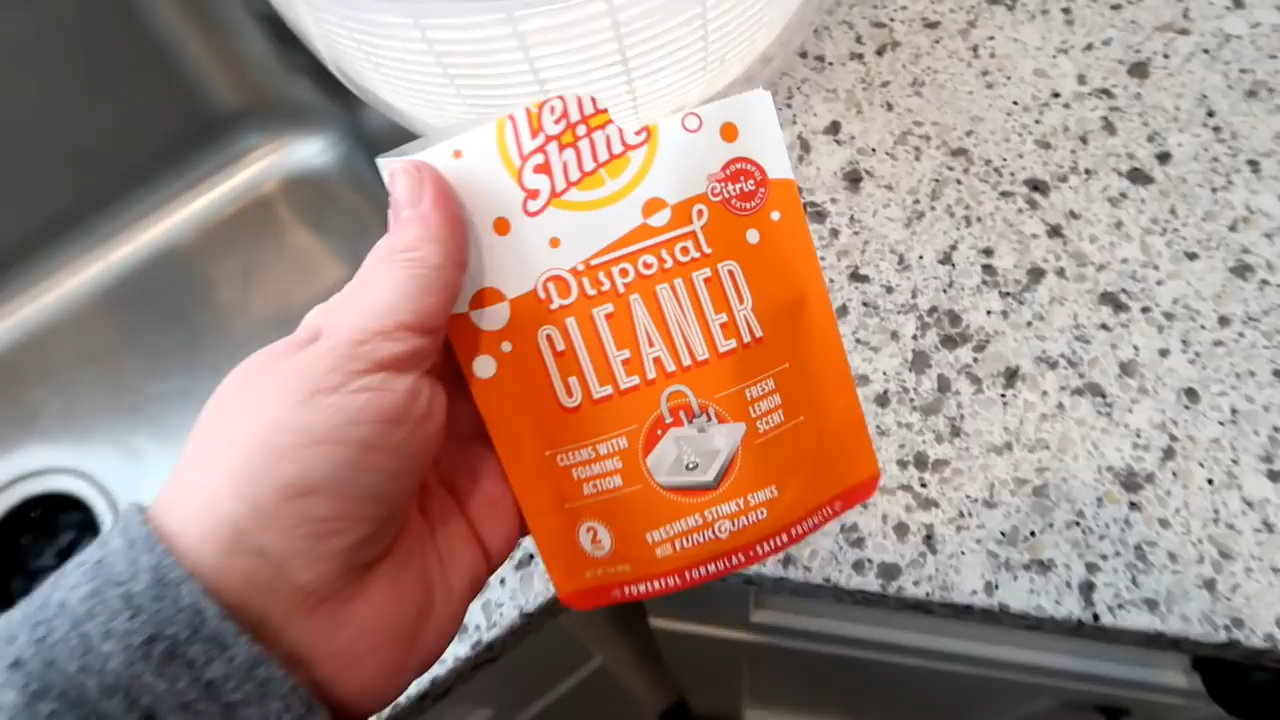 Lem
Shine
POWERFUL
Citric
EXTRACTS
Disposal
CLEANER
FRESH
LEMON
SCENT
CLEANS WITH
FOAMING
ACTION
2
FRESHENS STINKY SINKS
WITH FUNKGUARD
POWERFUL FORMULAS • SAFER PRODUCTS